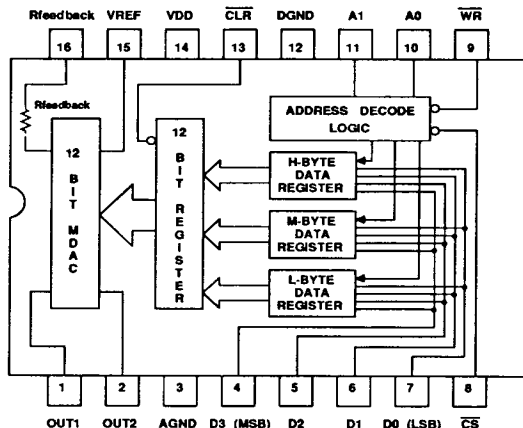 Rfeedback VREF VDD CLR DGND A1 A0 WR
16 15 14 13 12 11 10 9
Rfeedback
12 BIT MDAC
12 BIT REGISTER
ADDRESS DECODE
LOGIC
H-BYTE
DATA
REGISTER
M-BYTE
DATA
REGISTER
L-BYTE
DATA
REGISTER
1 2 3 4 5 6 7 8
OUT1 OUT2 AGND D3 (MSB) D2 D1 D0 (LSB) CS